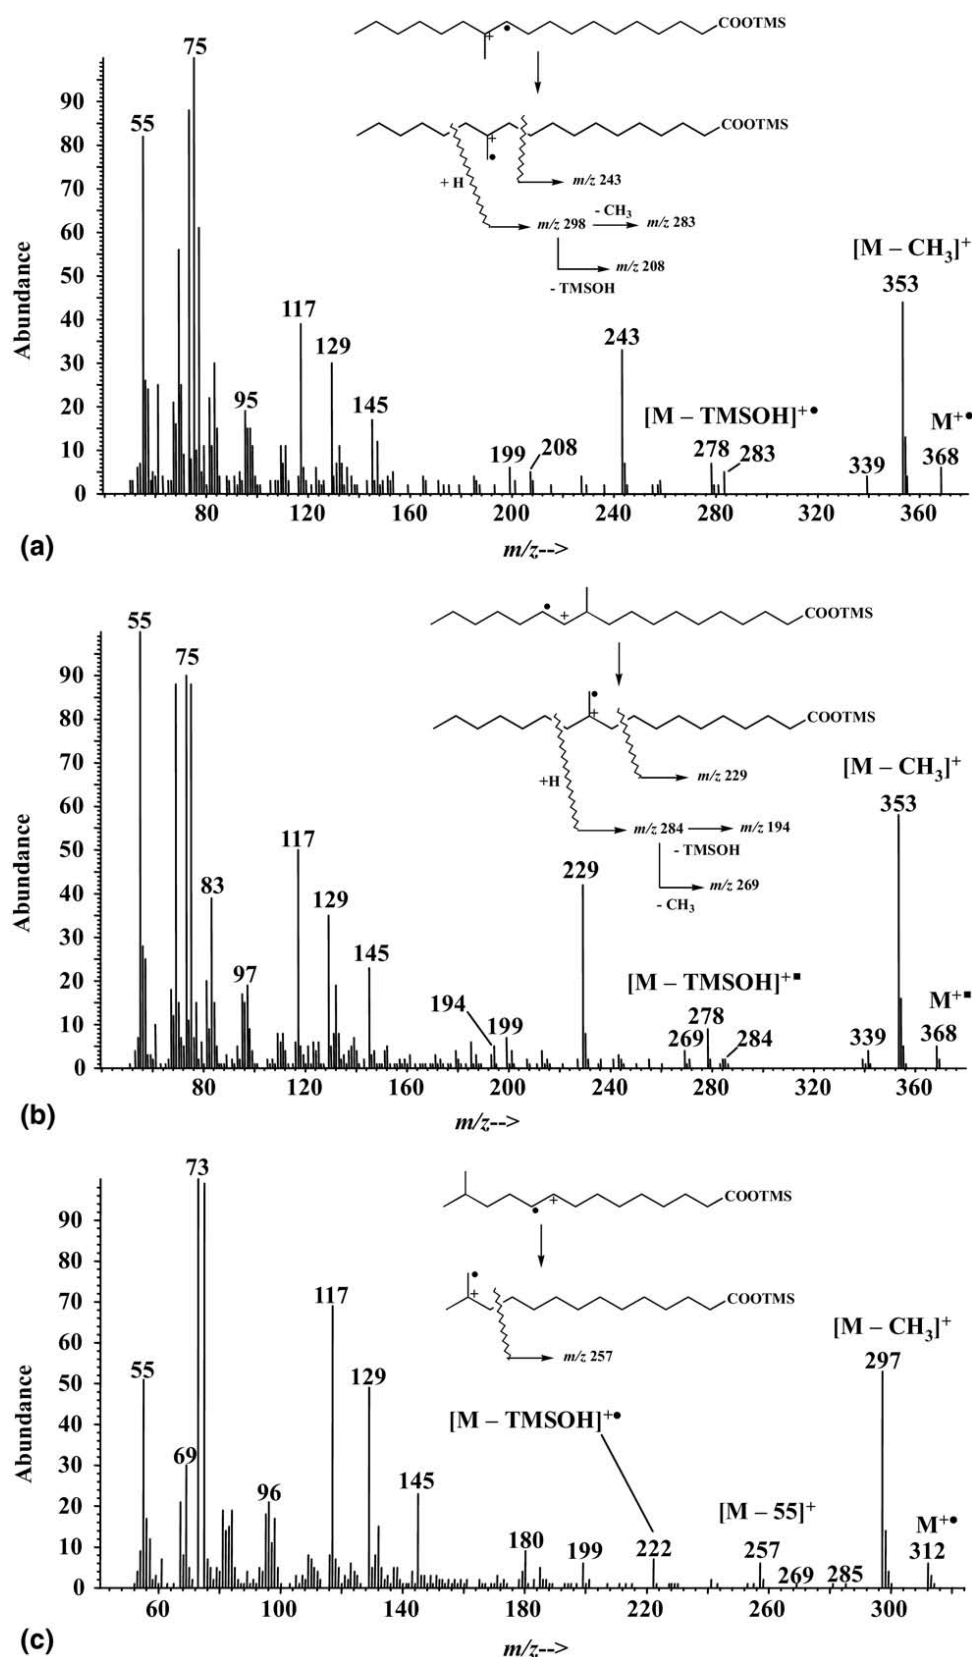 COOTMS
COOTMS
+ H
m/z 243
m/z 298
- CH3
m/z 283
m/z 208
- TMSOH
Abundance
90
80
70
60
50
40
30
20
10
0
75
55
95
117
129
145
199
208
243
[M – TMSOH]+•
278
283
339
[M – CH3]+
353
M+•
368
80 120 160 200 240 280 320 360
(a)
m/z-->
COOTMS
COOTMS
+H
m/z 229
m/z 284
m/z 194
- TMSOH
m/z 269
- CH3
Abundance
90
80
70
60
50
40
30
20
10
0
55
75
83
97
117
129
145
194
199
229
[M – TMSOH]+■
278
269
284
339
[M – CH3]+
353
M+■
368
80 120 160 200 240 280 320 360
(b)
m/z-->
COOTMS
COOTMS
m/z 257
Abundance
90
80
70
60
50
40
30
20
10
0
73
55
69
96
117
129
145
180
199
[M – TMSOH]+•
222
[M – 55]+
257
269
285
[M – CH3]+
297
M+•
312
60 100 140 180 220 260 300
(c)
m/z-->